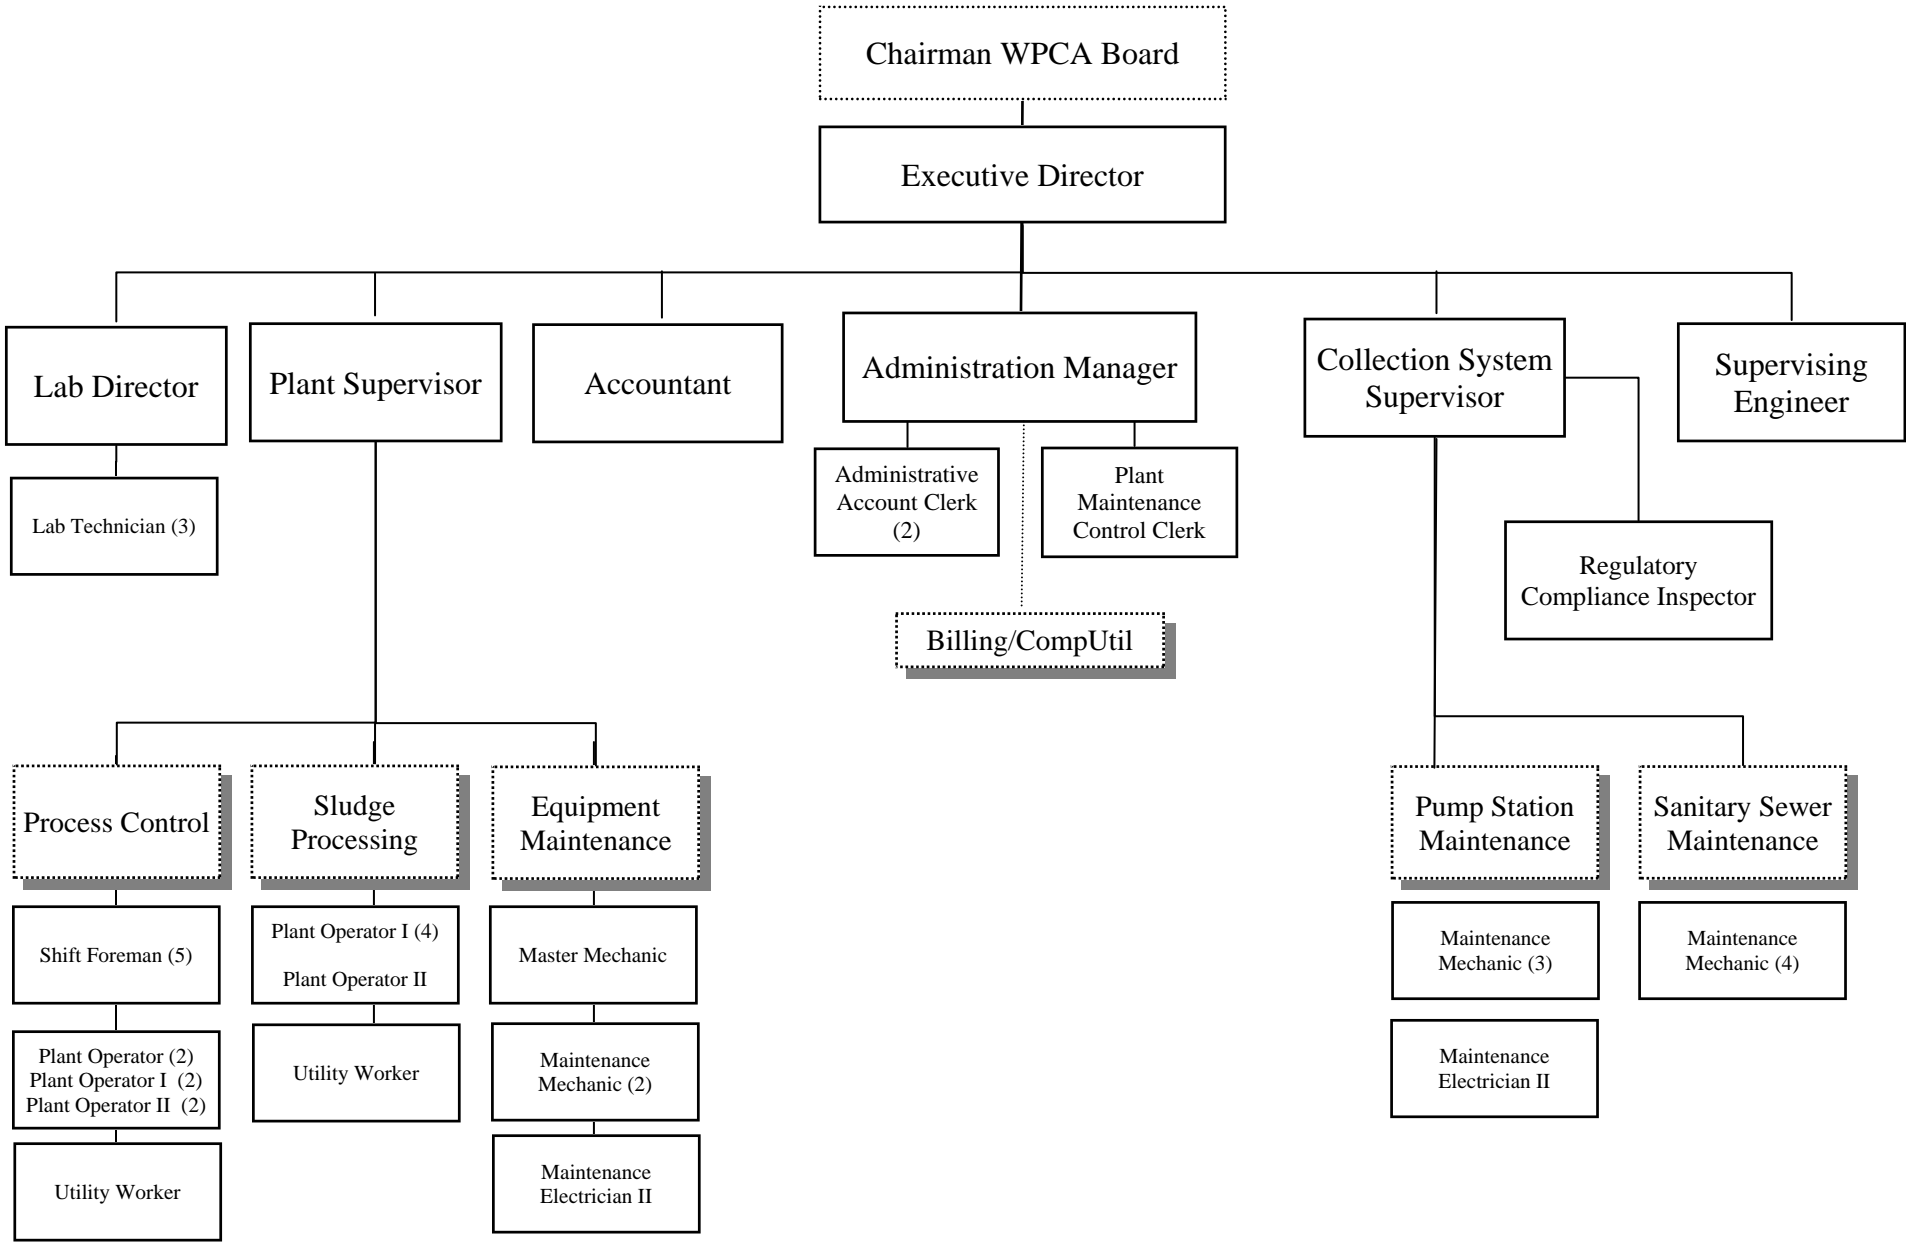 Chairman WPCA Board
Executive Director
Lab Director
Plant Supervisor
Accountant
Administration Manager
Collection System
Supervisor
Supervising
Engineer
Lab Technician (3)
Administrative
Account Clerk
(2)
Plant
Maintenance
Control Clerk
Regulatory
Compliance Inspector
Billing/CompUtil
Process Control
Sludge
Processing
Equipment
Maintenance
Pump Station
Maintenance
Sanitary Sewer
Maintenance
Shift Foreman (5)
Plant Operator I (4)
Plant Operator II
Master Mechanic
Maintenance
Mechanic (3)
Maintenance
Mechanic (4)
Plant Operator (2)
Plant Operator I (2)
Plant Operator II (2)
Utility Worker
Maintenance
Mechanic (2)
Maintenance
Electrician II
Utility Worker
Maintenance
Electrician II